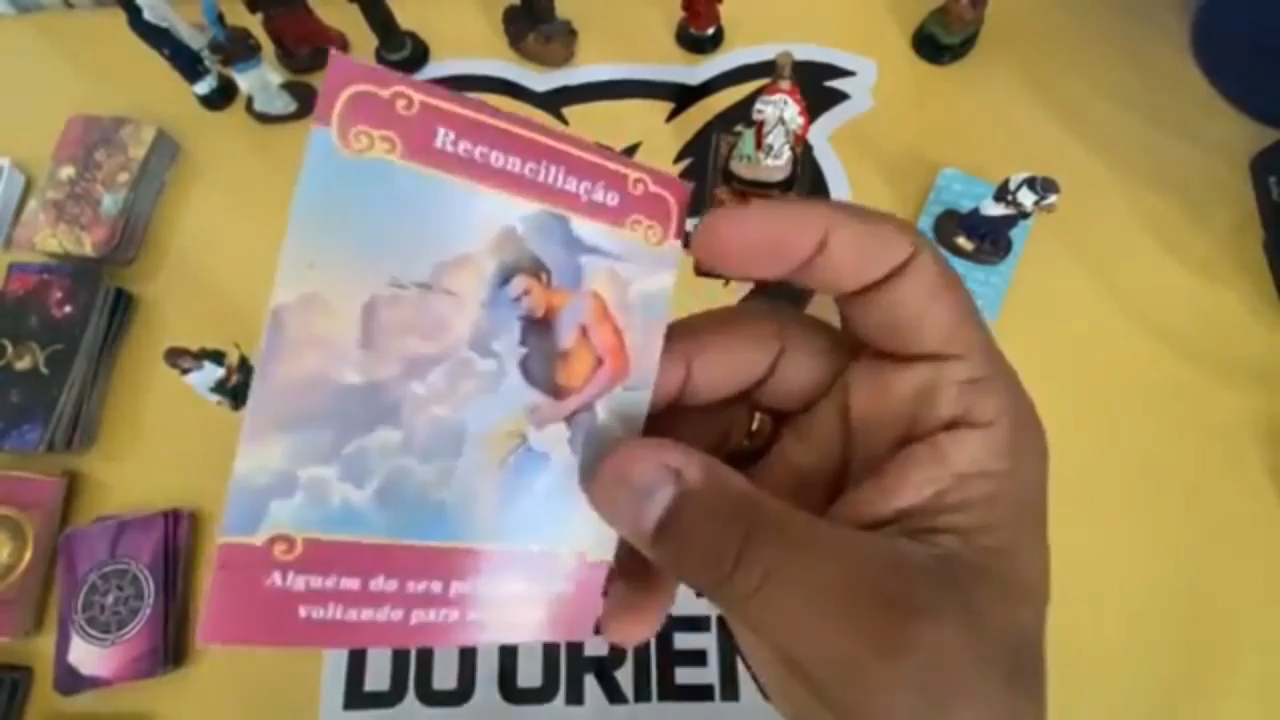 Reconciliação
Alguém do seu
voltando para
DO ORIEN